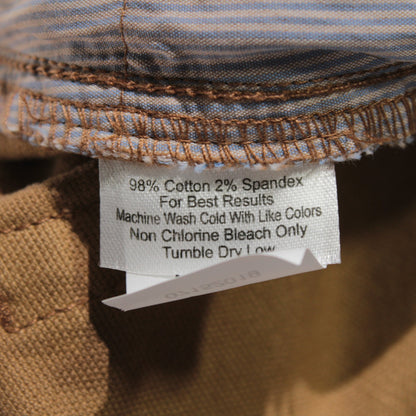 98% Cotton 2% Spandex
For Best Results
Machine Wash Cold With Like Colors
Non Chlorine Bleach Only
Tumble Dry Low